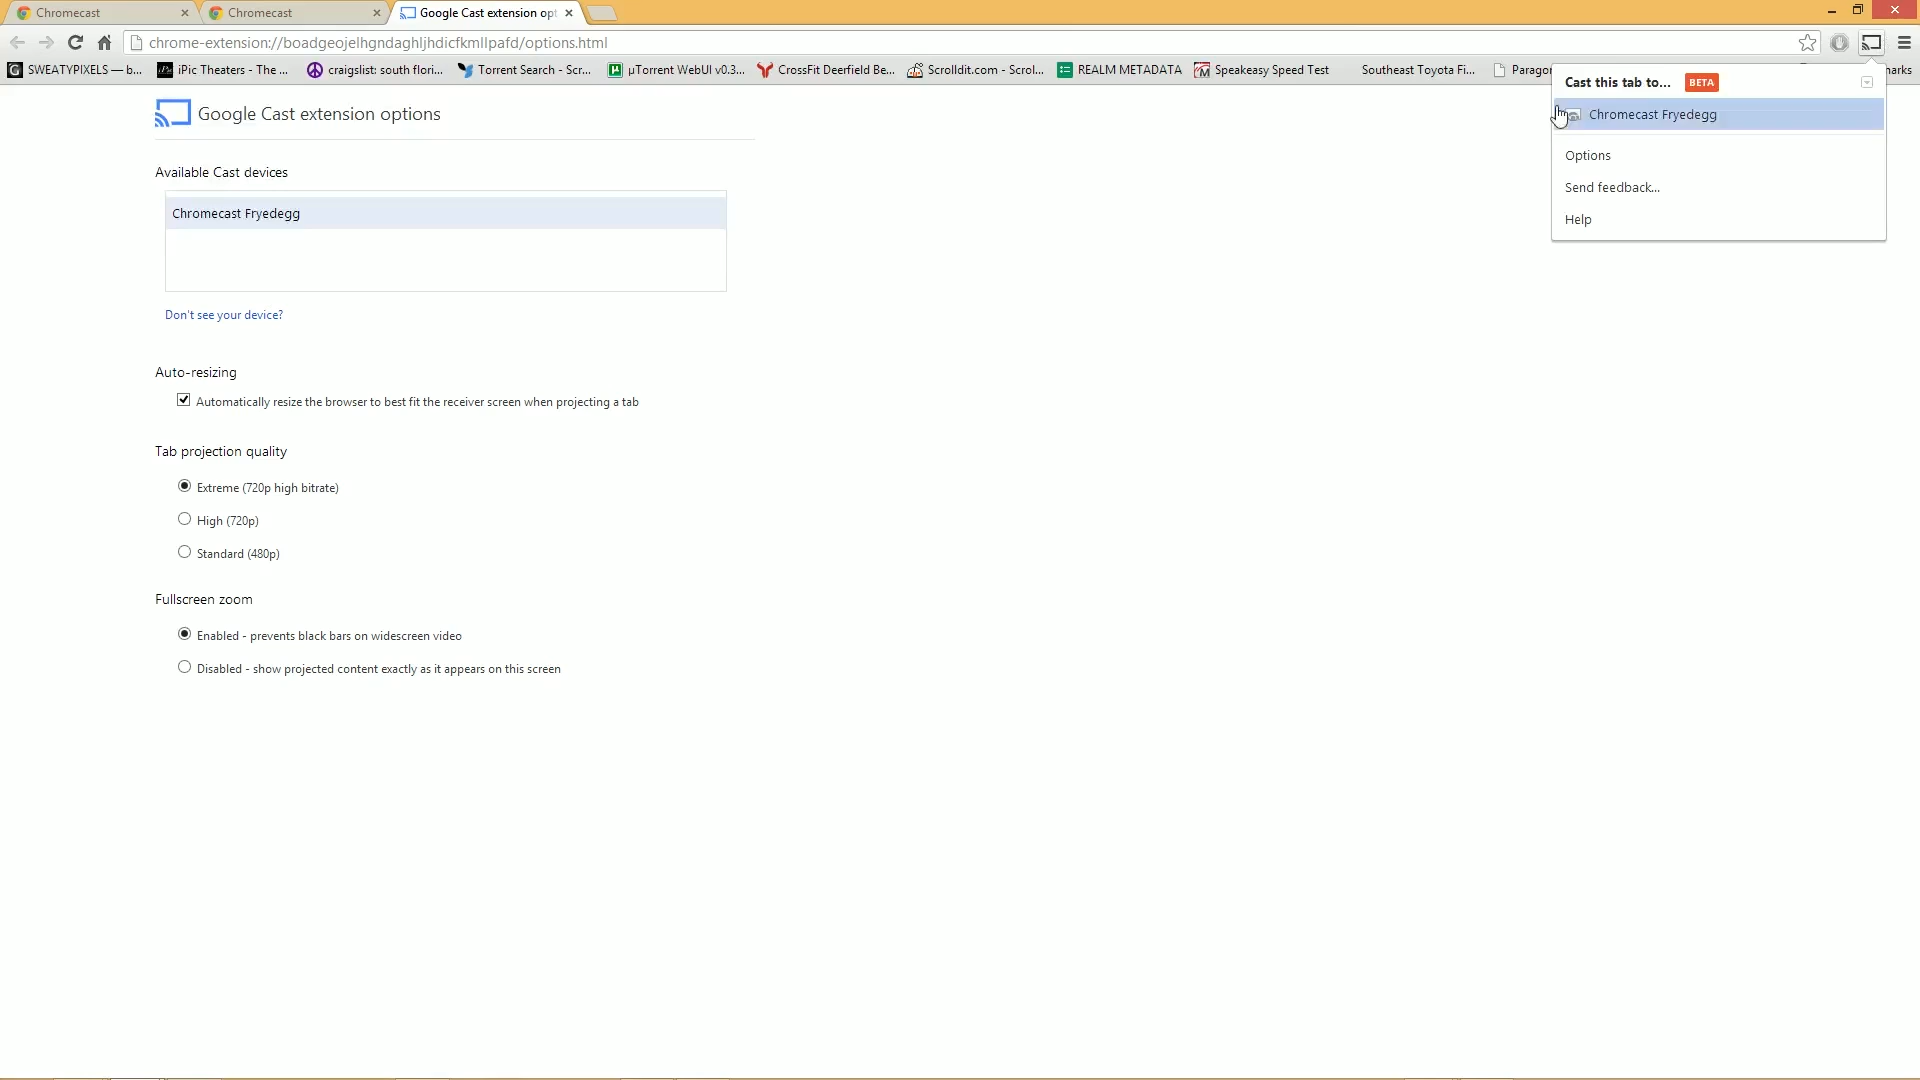 Chromecast
Chromecast
Google Cast extension opt
chrome-extension://boadgeojelhgndaghljhdicfkmllpafd/options.html
SWEATYPIXELS — b...
iPic Theaters - The ...
craigslist: south flori...
Torrent Search - Scr...
µTorrent WebUI v0.3...
CrossFit Deerfield Be...
Scrolldit.com - Scrol...
REALM METADATA
Speakeasy Speed Test
Southeast Toyota Fi...
Paragon
narks
Cast this tab to...
BETA
Chromecast Fryedegg
Options
Send feedback...
Help
Google Cast extension options
Available Cast devices
Chromecast Fryedegg
Don't see your device?
Auto-resizing
Automatically resize the browser to best fit the receiver screen when projecting a tab
Tab projection quality
Extreme (720p high bitrate)
High (720p)
Standard (480p)
Fullscreen zoom
Enabled - prevents black bars on widescreen video
Disabled - show projected content exactly as it appears on this screen